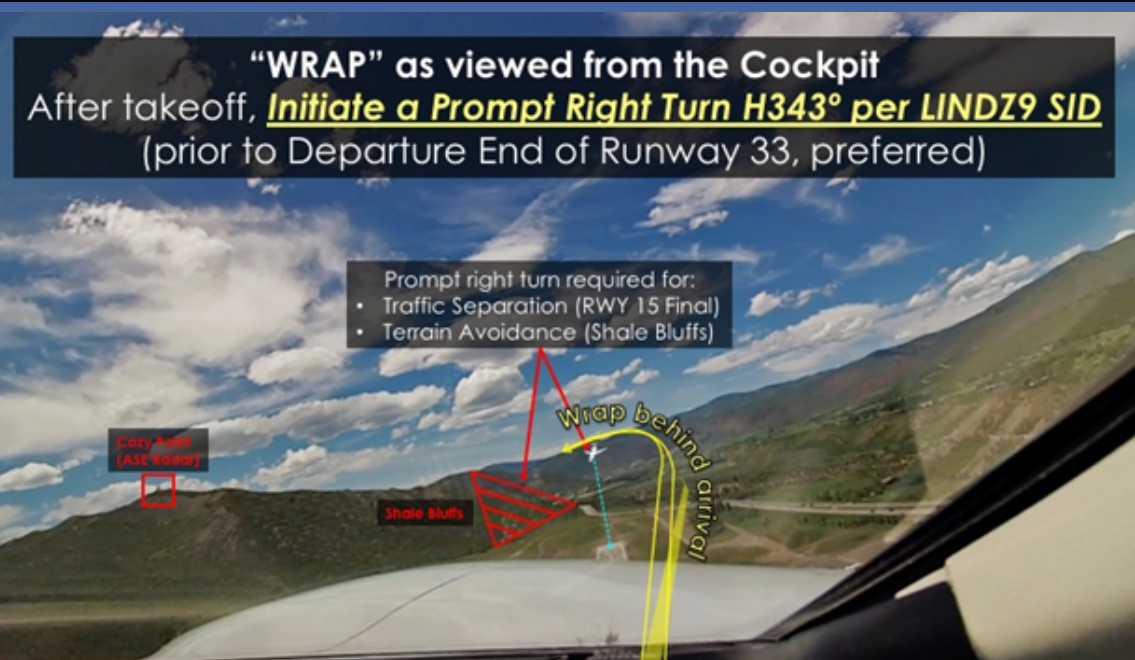 “WRAP” as viewed from the Cockpit
After takeoff, Initiate a Prompt Right Turn H343º per LINDZ9 SID
(prior to Departure End of Runway 33, preferred)
Prompt right turn required for:
• Traffic Separation (RWY 15 Final)
• Terrain Avoidance (Shale Bluffs)
Wrap behind arrival
Cozy Point
(ASE Radar)
Shale Bluffs